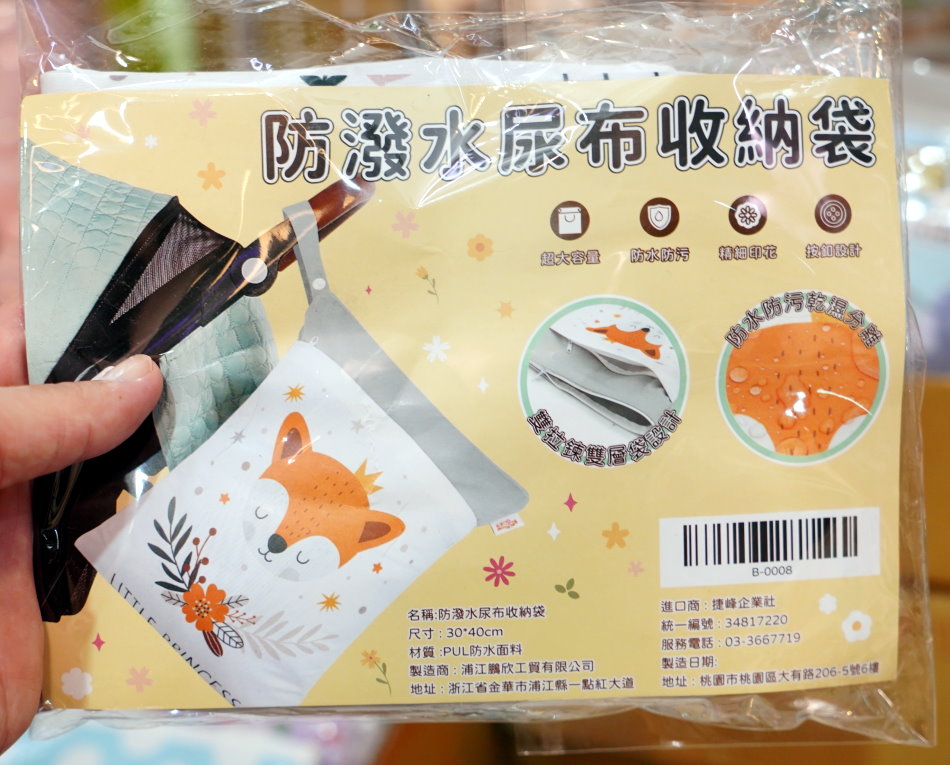 防潑水尿布收納袋
超大容量
防水防污
精細印花
按釦設計
防水防污乾濕分離
雙拉鍊雙層袋設計
LITTLE PRINCESS
B-0008
名稱:防潑水尿布收納袋
尺寸:30*40cm
材質:PUL防水面料
製造商:浦江鵬欣工貿有限公司
地址:浙江省金華市浦江縣一點紅大道
進口商:捷峰企業社
統一編號:34817220
服務電話:03-3667719
製造日期:
地址:桃園市桃園區大有路206-5號6樓